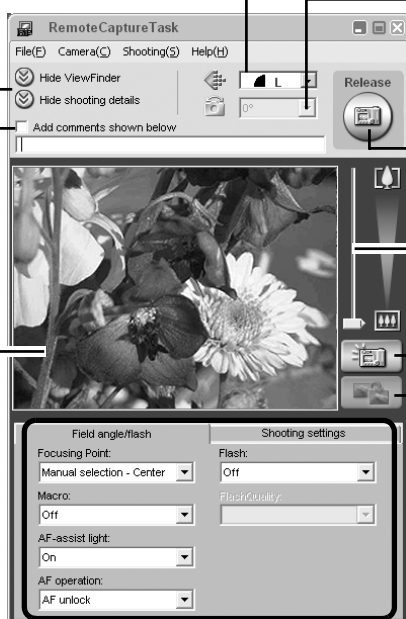 RemoteCaptureTask
File(F) Camera(C) Shooting(S) Help(H)
Hide ViewFinder
Hide shooting details
L
0°
Release
Add comments shown below
Field angle/flash
Shooting settings
Focusing Point:
Manual selection - Center
Macro:
Off
AF-assist light:
On
AF operation:
AF unlock
Flash:
Off
FlashQuality: